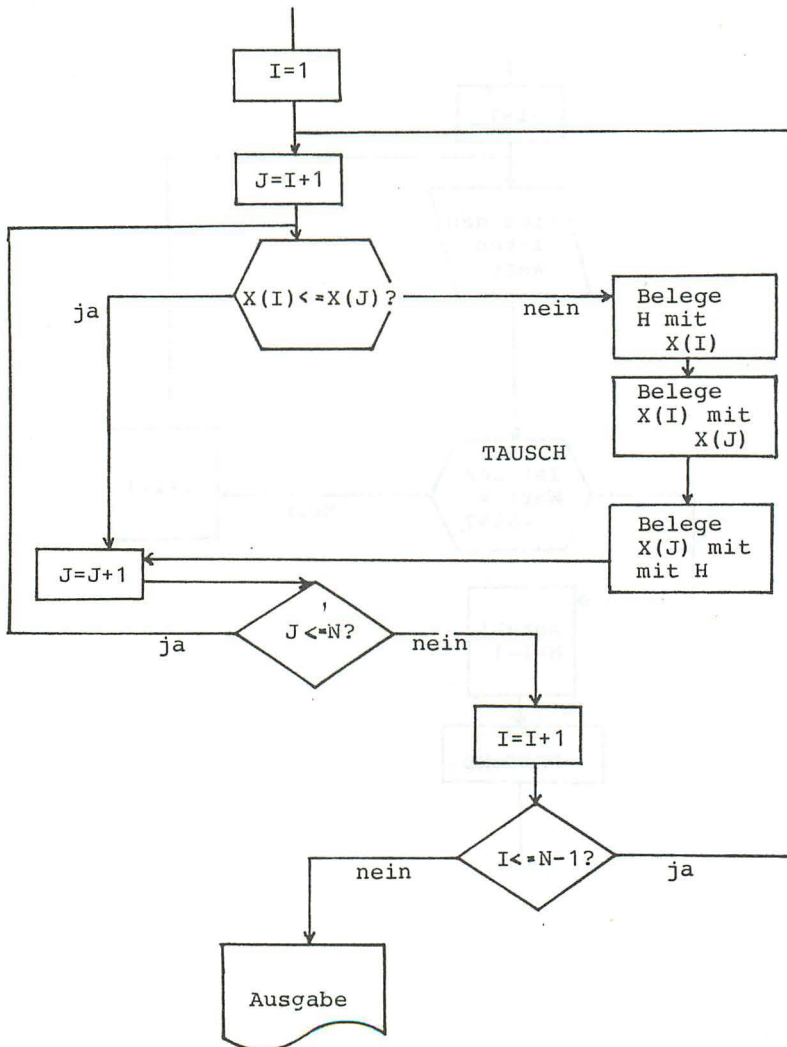 I=1
J=I+1
X(I)<=X(J)?
ja
nein
Belege
H mit
X(I)
Belege
X(I) mit
X(J)
TAUSCH
Belege
X(J) mit
mit H
J=J+1
J<=N?
ja
nein
I=I+1
I<=N-1?
nein
ja
Ausgabe